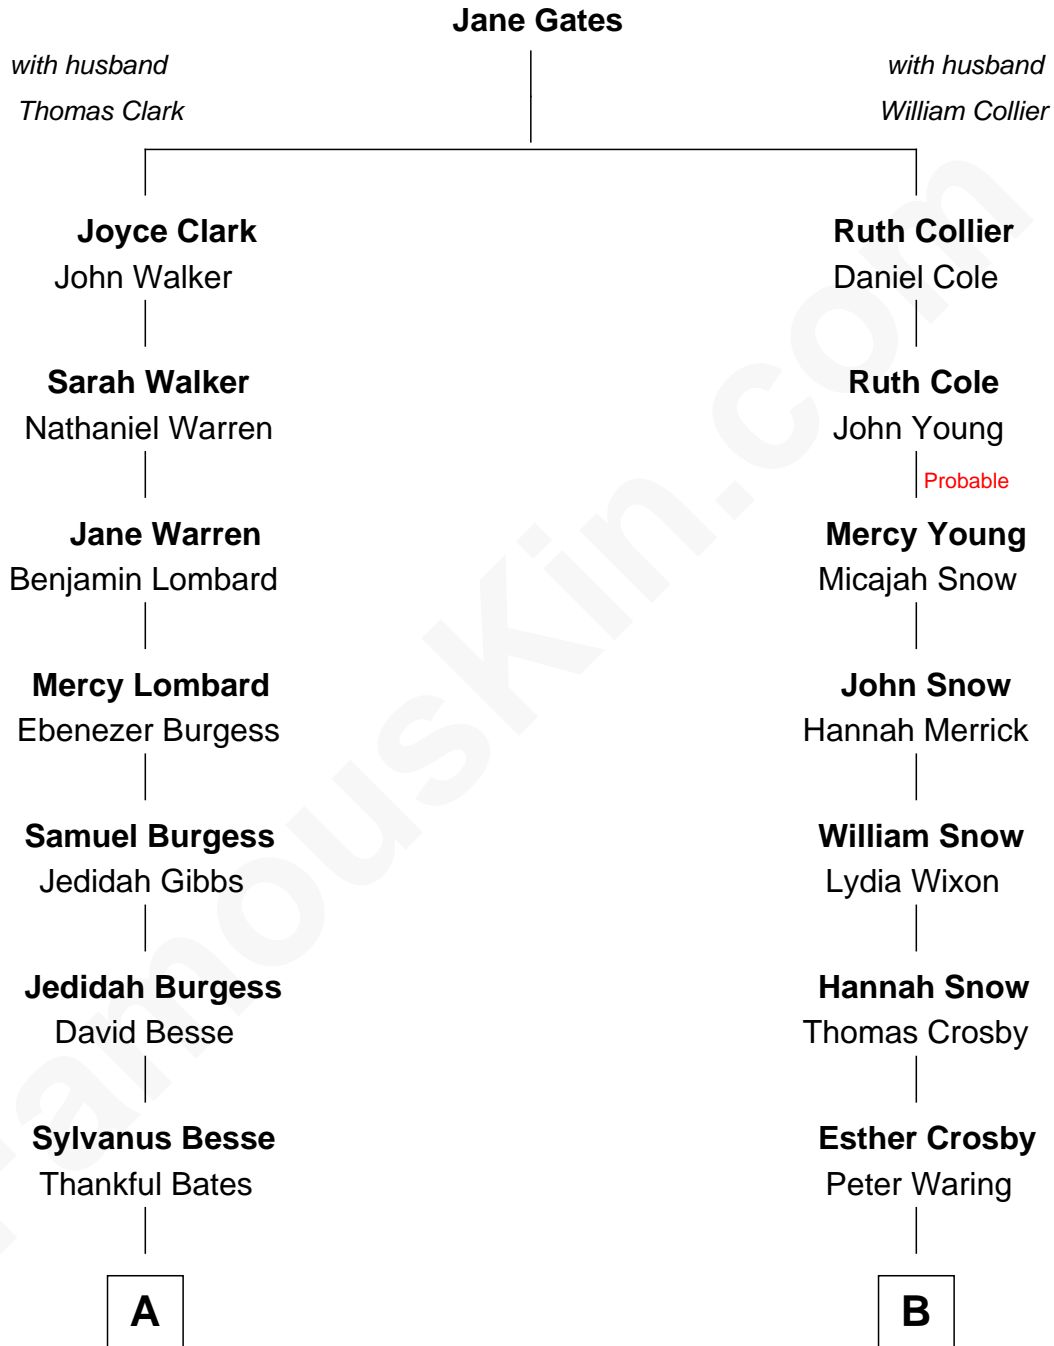 Jane Gates
with husband
Thomas Clark
with husband
William Collier
Joyce Clark
John Walker
Ruth Collier
Daniel Cole
Sarah Walker
Nathaniel Warren
Ruth Cole
John Young
Probable
Jane Warren
Benjamin Lombard
Mercy Young
Micajah Snow
Mercy Lombard
Ebenezer Burgess
John Snow
Hannah Merrick
Samuel Burgess
Jedidah Gibbs
William Snow
Lydia Wixon
Jedidah Burgess
David Besse
Hannah Snow
Thomas Crosby
Sylvanus Besse
Thankful Bates
Esther Crosby
Peter Waring
A
B
FamousKin.com